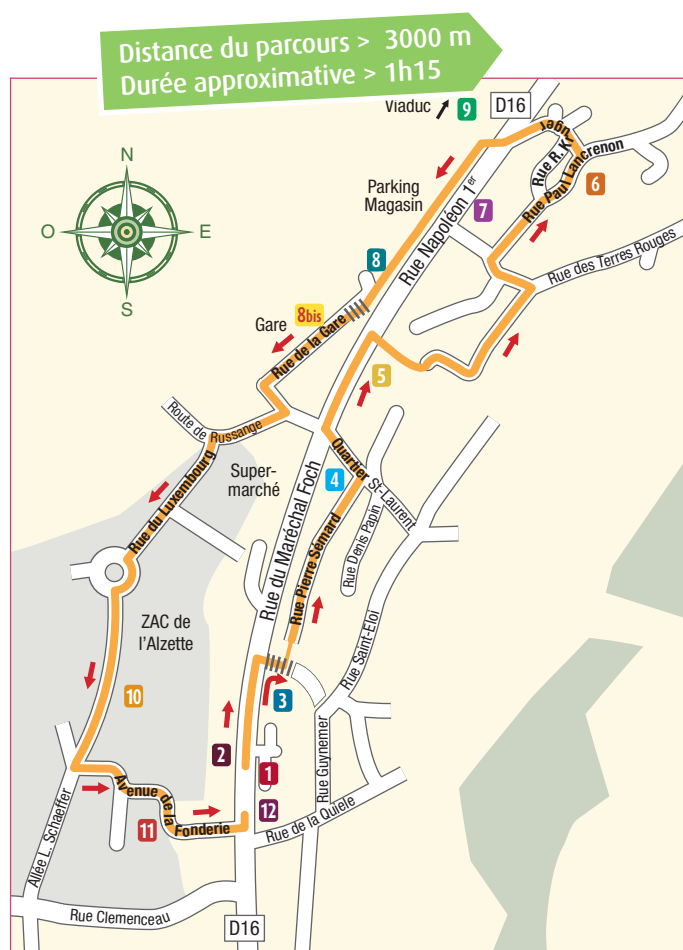 Distance du parcours > 3000 m
Durée approximative > 1h15
Viaduc
9
D16
N
O
E
S
Rue R. Kruger
Rue Paul Lancrenon
6
Parking
Magasin
Rue Napoléon 1er
7
8
Rue des Terres Rouges
Gare
8bis
Rue de la Gare
5
Route de Russange
Quartier St-Laurent
4
Super-
marché
Rue du Luxembourg
Rue du Maréchal Foch
Rue Pierre Sémard
Rue Denis Papin
Rue Saint-Eloi
ZAC de
l'Alzette
10
3
2
1
Rue Guynemer
12
Avenue de la Fonderie
11
Rue de la Quiele
Allée L. Schaeffer
Rue Clemenceau
D16